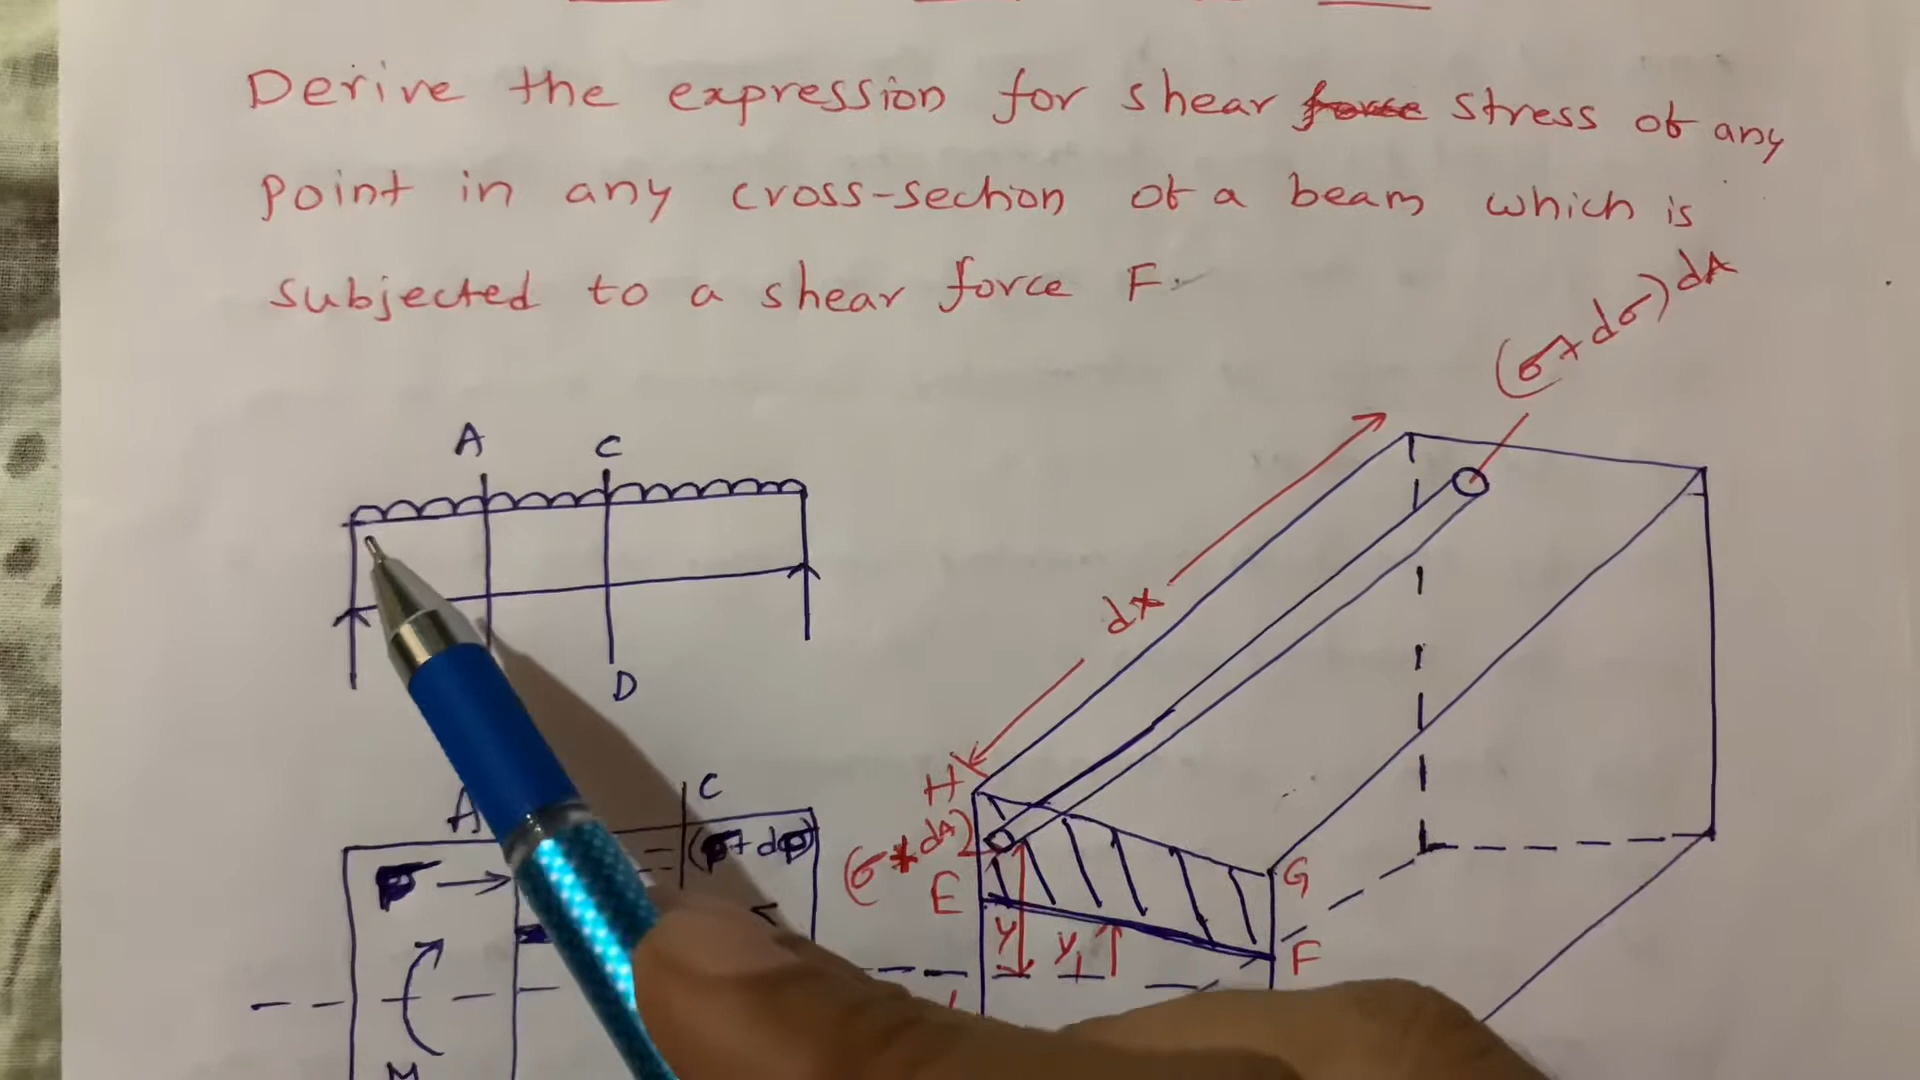 Derive the expression for shear force stress of any
point in any cross-section of a beam which is
subjected to a shear force F.
(σ+dσ)dA
A C
D
dx
H
(σ*dA)
E
G
F
y y1
A C
(σ+dσ)
M